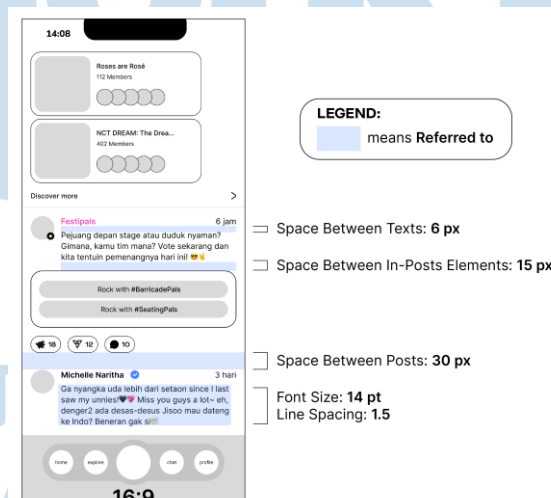 14:08
Roses are Rosé
112 Members
NCT DREAM: The Drea...
402 Members
Discover more
>
LEGEND:
means Referred to
Festipals
6 jam
Pejuang depan stage atau duduk nyaman?
Gimana, kamu tim mana? Vote sekarang dan
kita tentuin pemenangnya hari ini! 😎🤘
Space Between Texts: 6 px
Space Between In-Posts Elements: 15 px
Rock with #BarricadePals
Rock with #SeatingPals
18
12
10
Space Between Posts: 30 px
Michelle Naritha
3 hari
Ga nyangka uda lebih dari setaon since I last
saw my unnies!🖤💖 Miss you guys a lot~ eh,
denger2 ada desas-desus Jisoo mau dateng
ke Indo? Beneran gak si
Font Size: 14 pt
Line Spacing: 1.5
home
explore
chat
profile
16:9